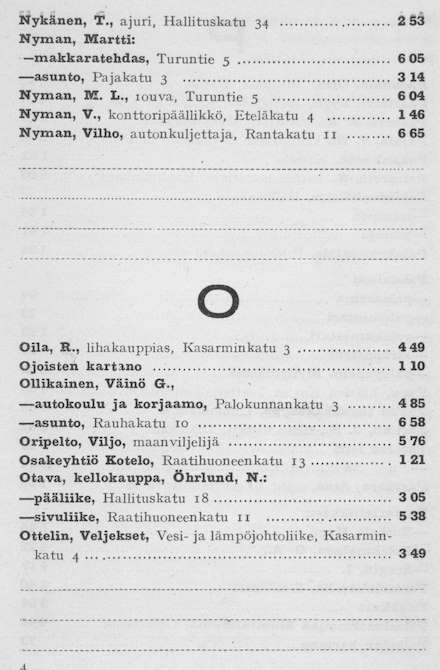 Nykänen, T., ajuri, Hallituskatu 34 .................. 2 53
Nyman, Martti:
—makkaratehdas, Turuntie 5 .......................... 6 05
—asunto, Pajakatu 3 ................................... 3 14
Nyman, M. L., rouva, Turuntie 5 ..................... 6 04
Nyman, V., konttoripäällikkö, Eteläkatu 4 ............ 1 46
Nyman, Vilho, autonkuljettaja, Rantakatu 11 ......... 6 65
O
Oila, R., lihakauppias, Kasarminkatu 3 ............... 4 49
Ojoisten kartano ....................................... 1 10
Ollikainen, Väinö G.,
—autokoulu ja korjaamo, Palokunnankatu 3 ........ 4 85
—asunto, Rauhakatu 10 ................................. 6 58
Oripelto, Viljo, maanviljelijä .......................... 5 76
Osakeyhtiö Kotelo, Raatihuoneenkatu 13 ............. 1 21
Otava, kellokauppa, Öhrlund, N.:
—pääliike, Hallituskatu 18 ............................. 3 05
—sivuliike, Raatihuoneenkatu 11 ..................... 5 38
Ottelin, Veljekset, Vesi- ja lämpöjohtoliike, Kasarmin-
katu 4 ................................................. 3 49
4